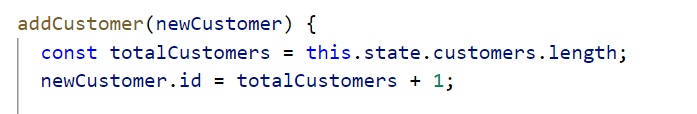 addCustomer(newCustomer) {
const totalCustomers = this.state.customers.length;
newCustomer.id = totalCustomers + 1;